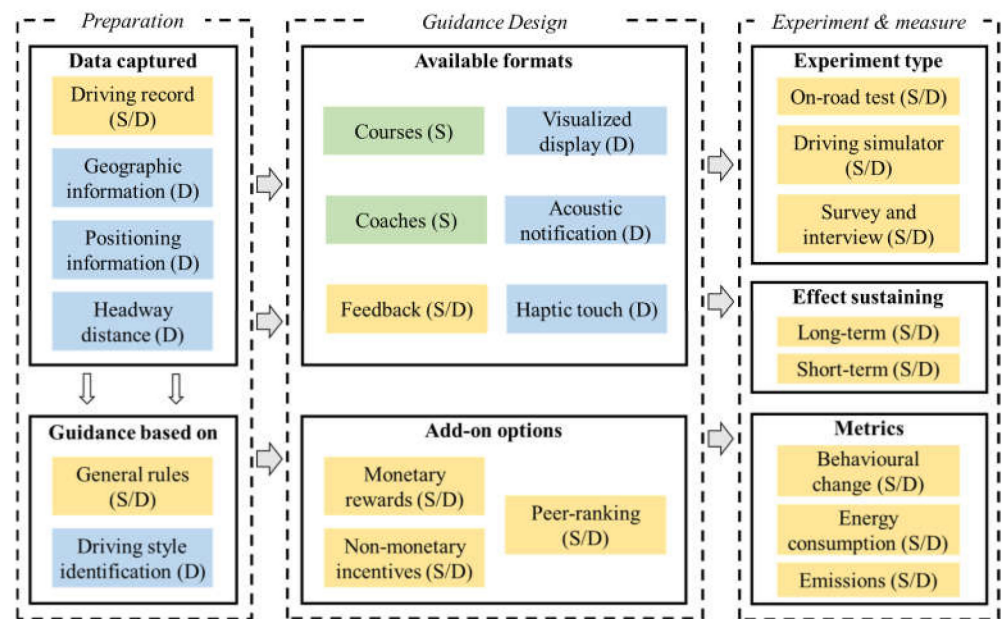 Preparation
Data captured
Driving record
(S/D)
Geographic
information (D)
Positioning
information (D)
Headway
distance (D)
Guidance based on
General rules
(S/D)
Driving style
identification (D)
Guidance Design
Available formats
Courses (S)
Visualized
display (D)
Coaches (S)
Acoustic
notification (D)
Feedback (S/D)
Haptic touch (D)
Add-on options
Monetary
rewards (S/D)
Non-monetary
incentives (S/D)
Peer-ranking
(S/D)
Experiment & measure
Experiment type
On-road test (S/D)
Driving simulator
(S/D)
Survey and
interview (S/D)
Effect sustaining
Long-term (S/D)
Short-term (S/D)
Metrics
Behavioural
change (S/D)
Energy
consumption (S/D)
Emissions (S/D)